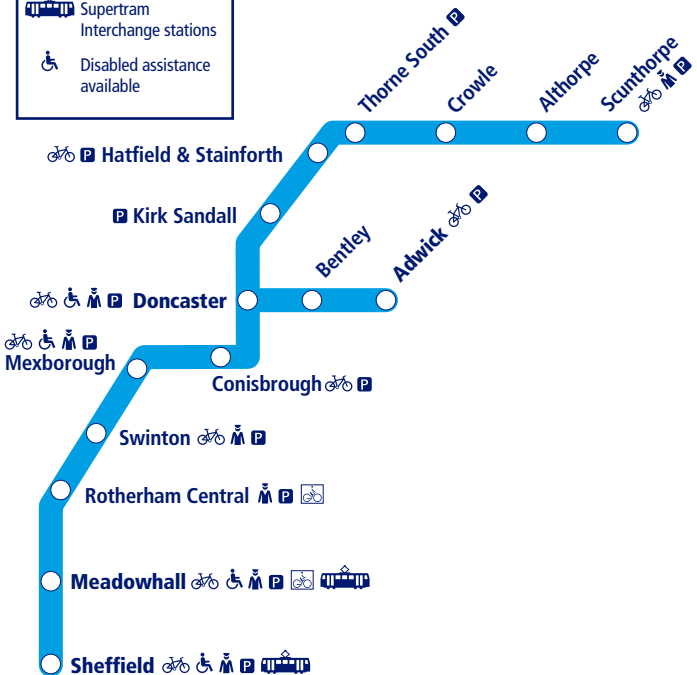 Supertram
Interchange stations
Disabled assistance
available
Thorne South P
Crowle
Althorpe
Scunthorpe
P
P Hatfield & Stainforth
P Kirk Sandall
Bentley
Adwick P
P Doncaster
P
Mexborough
Conisbrough P
Swinton P
Rotherham Central P
Meadowhall P
Sheffield P